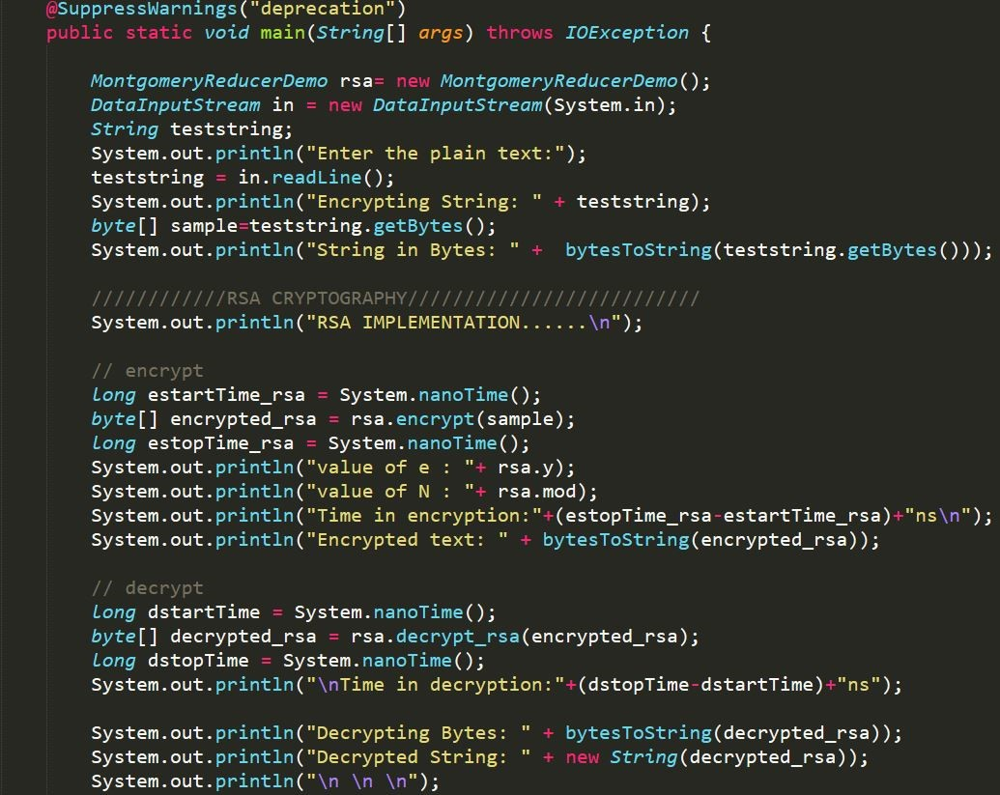 @SuppressWarnings("deprecation")
public static void main(String[] args) throws IOException {
MontgomeryReducerDemo rsa= new MontgomeryReducerDemo();
DataInputStream in = new DataInputStream(System.in);
String teststring;
System.out.println("Enter the plain text:");
teststring = in.readLine();
System.out.println("Encrypting String: " + teststring);
byte[] sample=teststring.getBytes();
System.out.println("String in Bytes: " +  bytesToString(teststring.getBytes()));
////////////RSA CRYPTOGRAPHY//////////////////////////
System.out.println("RSA IMPLEMENTATION......\n");
// encrypt
long estartTime_rsa = System.nanoTime();
byte[] encrypted_rsa = rsa.encrypt(sample);
long estopTime_rsa = System.nanoTime();
System.out.println("value of e : "+ rsa.y);
System.out.println("value of N : "+ rsa.mod);
System.out.println("Time in encryption:"+(estopTime_rsa-estartTime_rsa)+"ns\n");
System.out.println("Encrypted text: " + bytesToString(encrypted_rsa));
// decrypt
long dstartTime = System.nanoTime();
byte[] decrypted_rsa = rsa.decrypt_rsa(encrypted_rsa);
long dstopTime = System.nanoTime();
System.out.println("\nTime in decryption:"+(dstopTime-dstartTime)+"ns");
System.out.println("Decrypting Bytes: " + bytesToString(decrypted_rsa));
System.out.println("Decrypted String: " + new String(decrypted_rsa));
System.out.println("\n \n \n");